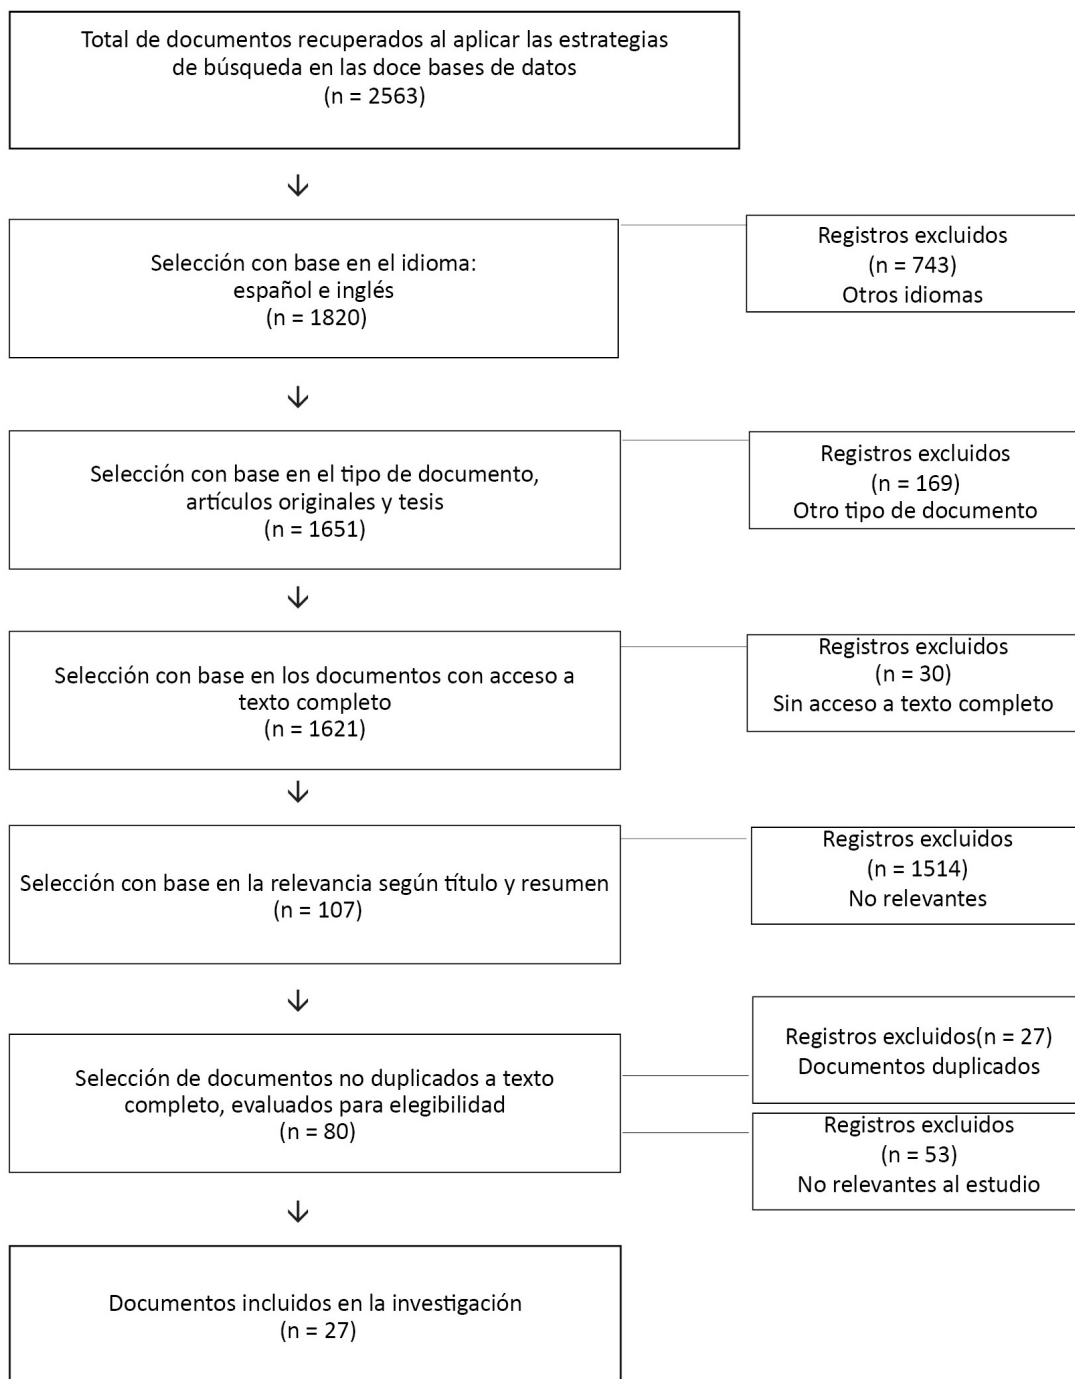 Total de documentos recuperados al aplicar las estrategias
de búsqueda en las doce bases de datos
(n = 2563)
Selección con base en el idioma:
español e inglés
(n = 1820)
Registros excluidos
(n = 743)
Otros idiomas
Selección con base en el tipo de documento,
artículos originales y tesis
(n = 1651)
Registros excluidos
(n = 169)
Otro tipo de documento
Selección con base en los documentos con acceso a
texto completo
(n = 1621)
Registros excluidos
(n = 30)
Sin acceso a texto completo
Selección con base en la relevancia según título y resumen
(n = 107)
Registros excluidos
(n = 1514)
No relevantes
Selección de documentos no duplicados a texto
completo, evaluados para elegibilidad
(n = 80)
Registros excluidos(n = 27)
Documentos duplicados
Registros excluidos
(n = 53)
No relevantes al estudio
Documentos incluidos en la investigación
(n = 27)